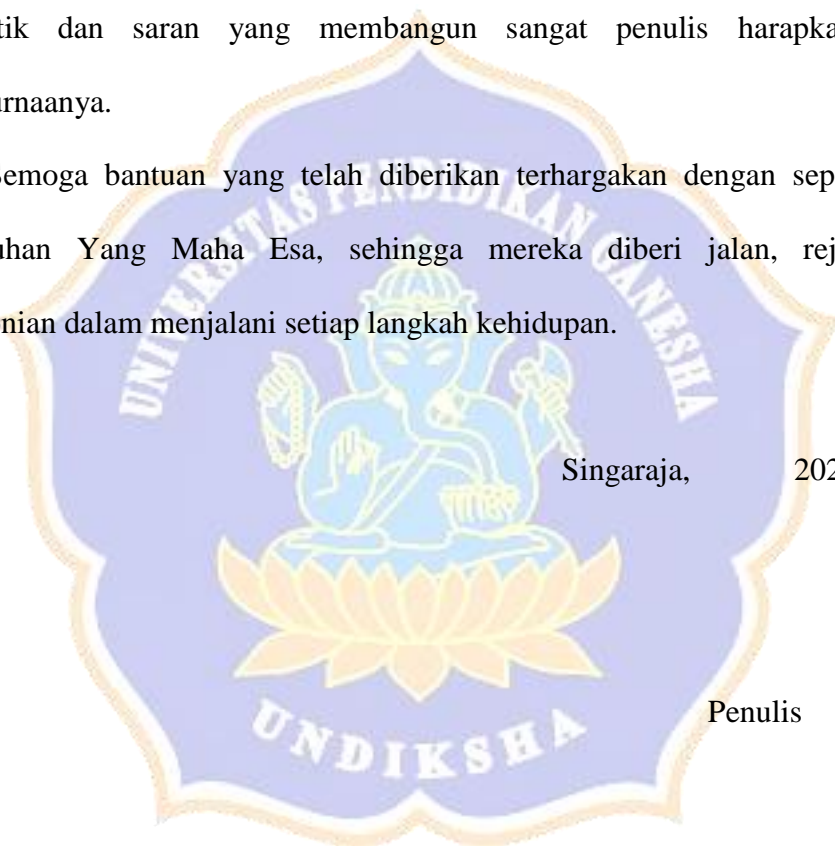 tik dan saran yang membangun sangat penulis harapka
urnaanya.
Semoga bantuan yang telah diberikan terhargakan dengan sep
uhan Yang Maha Esa, sehingga mereka diberi jalan, rej
nian dalam menjalani setiap langkah kehidupan.
UNIVERSITAS PENDIDIKAN GANESHA
Singaraja, 202
Penulis
UNDIKSHA